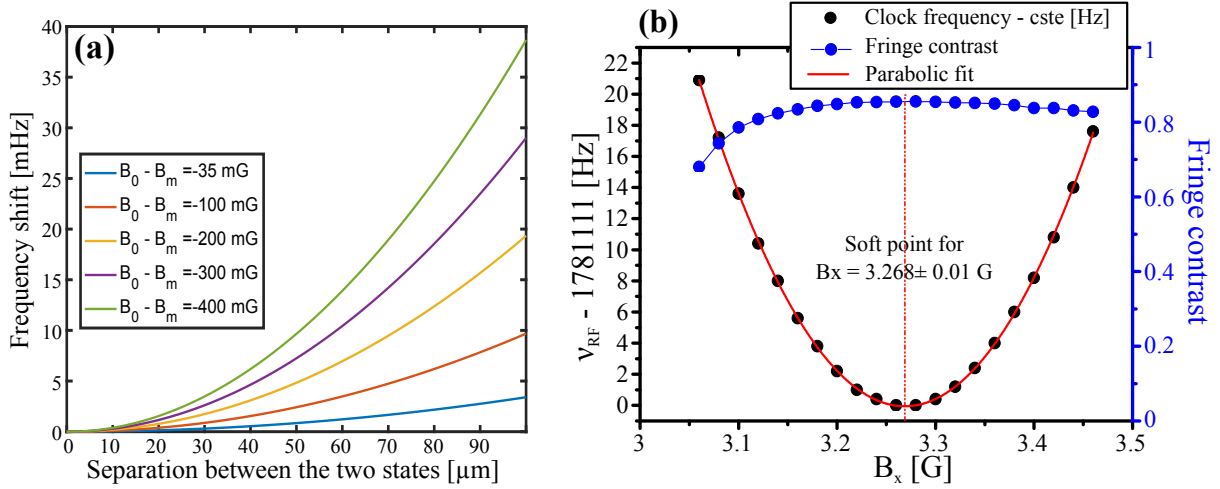 (a)
Frequency shift [mHz]
40
35
30
25
20
15
10
5
0
B0 - Bm =-35 mG
B0 - Bm =-100 mG
B0 - Bm =-200 mG
B0 - Bm =-300 mG
B0 - Bm =-400 mG
0 10 20 30 40 50 60 70 80 90
Separation between the two states [µm]
(b)
Clock frequency - cste [Hz]
Fringe contrast
Parabolic fit
νRF - 1781111 [Hz]
22
20
18
16
14
12
10
8
6
4
2
0
Soft point for
Bx = 3.268± 0.01 G
3 3.1 3.2 3.3 3.4 3.5
Bx [G]
1
0.8
0.6
0.4
0.2
0
Fringe contrast